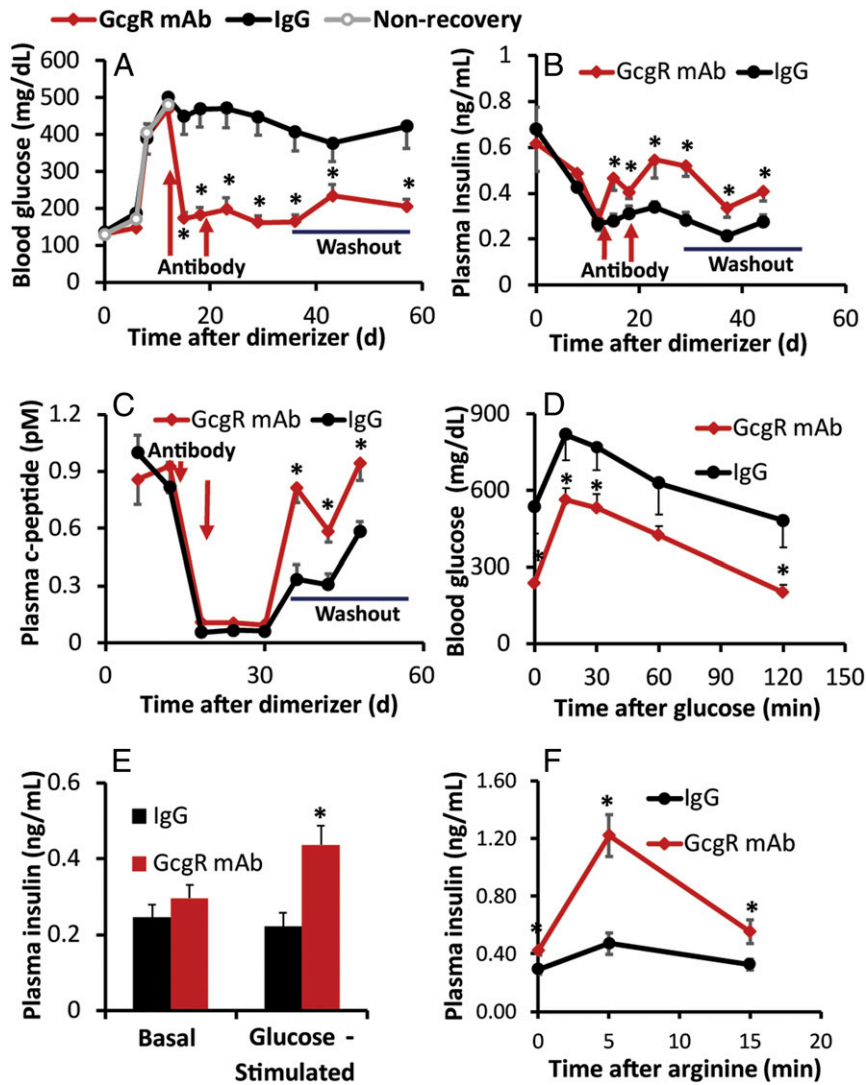 GcgR mAb IgG Non-recovery
A
Blood glucose (mg/dL)
600
500
400
300
200
100
0
*
*
*
*
*
*
*
Antibody
Washout
0 20 40 60
Time after dimerizer (d)
B
Plasma Insulin (ng/mL)
1
0.8
0.6
0.4
0.2
0
GcgR mAb IgG
*
*
*
*
*
*
Antibody
Washout
0 20 40 60
Time after dimerizer (d)
C
Plasma c-peptide (pM)
1.2
0.9
0.6
0.3
0
GcgR mAb IgG
Antibody
*
*
*
Washout
0 30 60
Time after dimerizer (d)
D
Blood glucose (mg/dL)
900
600
300
0
GcgR mAb
IgG
*
*
*
*
0 30 60 90 120 150
Time after glucose (min)
E
Plasma insulin (ng/mL)
0.6
0.4
0.2
0
IgG
GcgR mAb
*
Basal Glucose -
Stimulated
F
Plasma insulin (ng/mL)
1.60
1.20
0.80
0.40
0.00
IgG
GcgR mAb
*
*
*
0 5 10 15 20
Time after arginine (min)